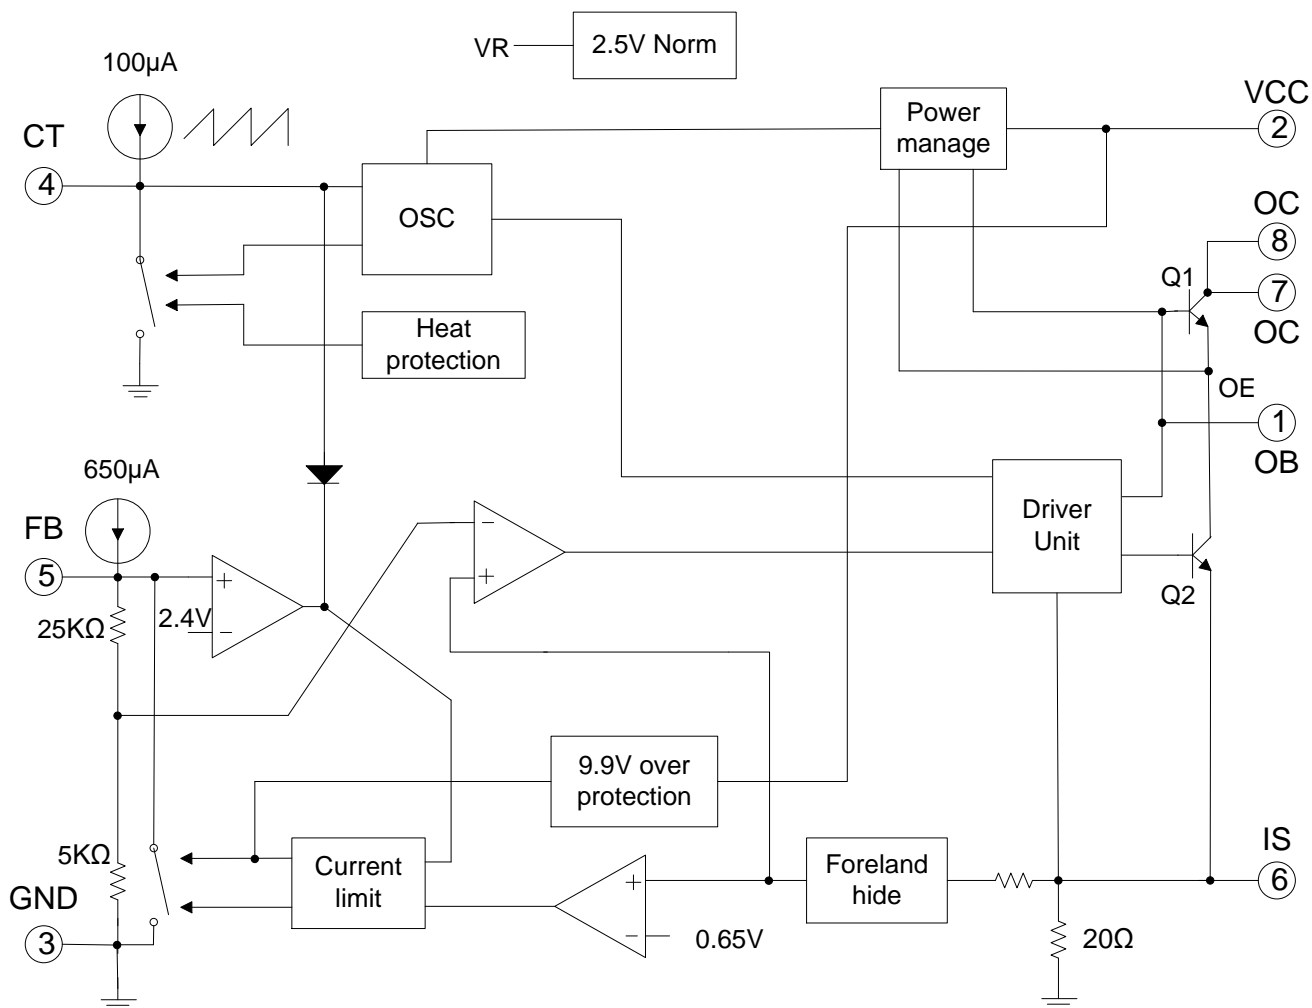 VR
2.5V Norm
100μA
CT
4
OSC
Power
manage
VCC
2
OC
8
Q1
7
OC
Heat
protection
OE
1
OB
650μA
FB
5
+
2.4V
−
25KΩ
−
+
Driver
Unit
Q2
9.9V over
protection
5KΩ
GND
3
Current
limit
+
−
0.65V
Foreland
hide
IS
6
20Ω